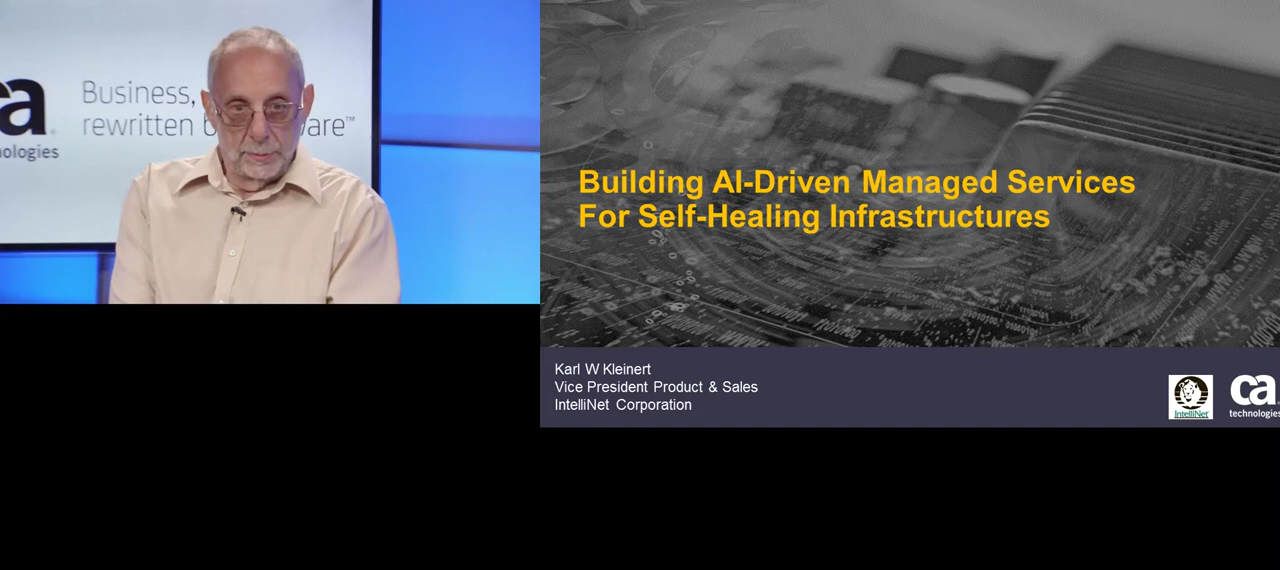 ca
Business,
rewritten b ware™
nologies
Building AI-Driven Managed Services
For Self-Healing Infrastructures
Karl W Kleinert
Vice President Product & Sales
IntelliNet Corporation
IntelliNet
ca
technologies